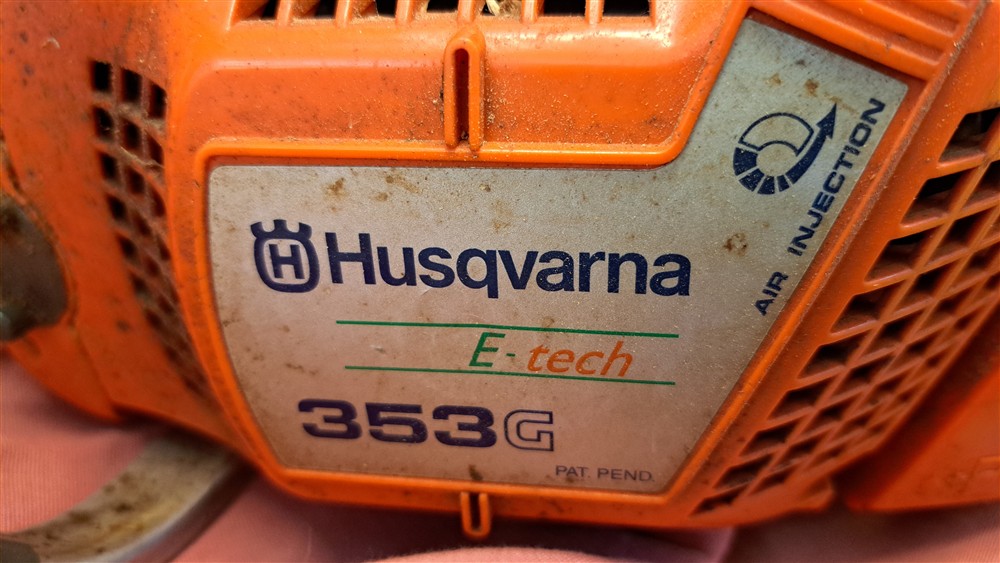 H Husqvarna
E-tech
353G
PAT. PEND.
AIR INJECTION